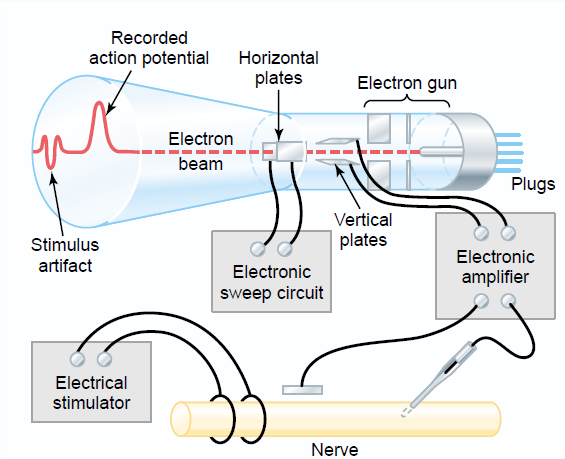 Recorded
action potential
Horizontal
plates
Electron gun
Electron
beam
Plugs
Stimulus
artifact
Vertical
plates
Electronic
sweep circuit
Electronic
amplifier
Electrical
stimulator
Nerve